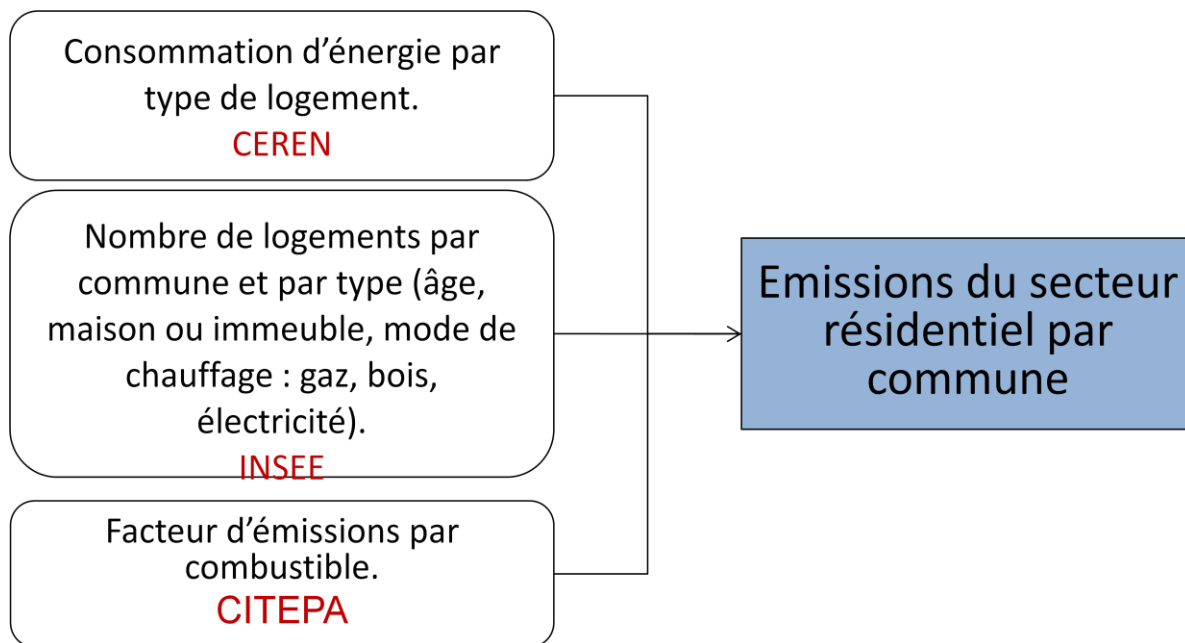 Consommation d’énergie par
type de logement.
CEREN
Nombre de logements par
commune et par type (âge,
maison ou immeuble, mode de
chauffage : gaz, bois,
électricité).
INSEE
Facteur d’émissions par
combustible.
CITEPA
Emissions du secteur
résidentiel par
commune